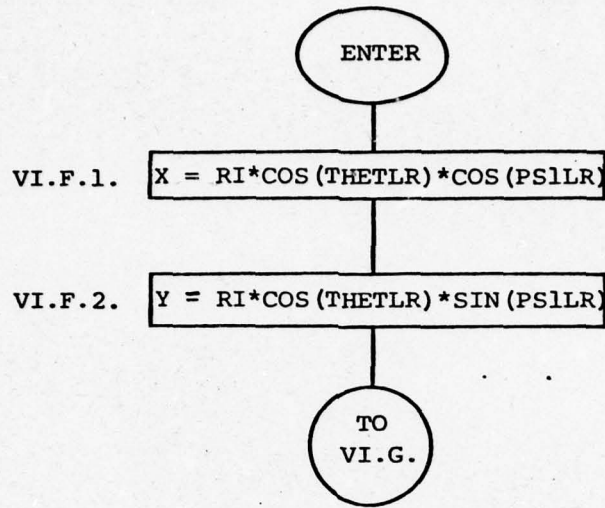 ENTER
VI.F.1. X = RI*COS(THETLR)*COS(PS1LR)
VI.F.2. Y = RI*COS(THETLR)*SIN(PS1LR)
TO
VI.G.